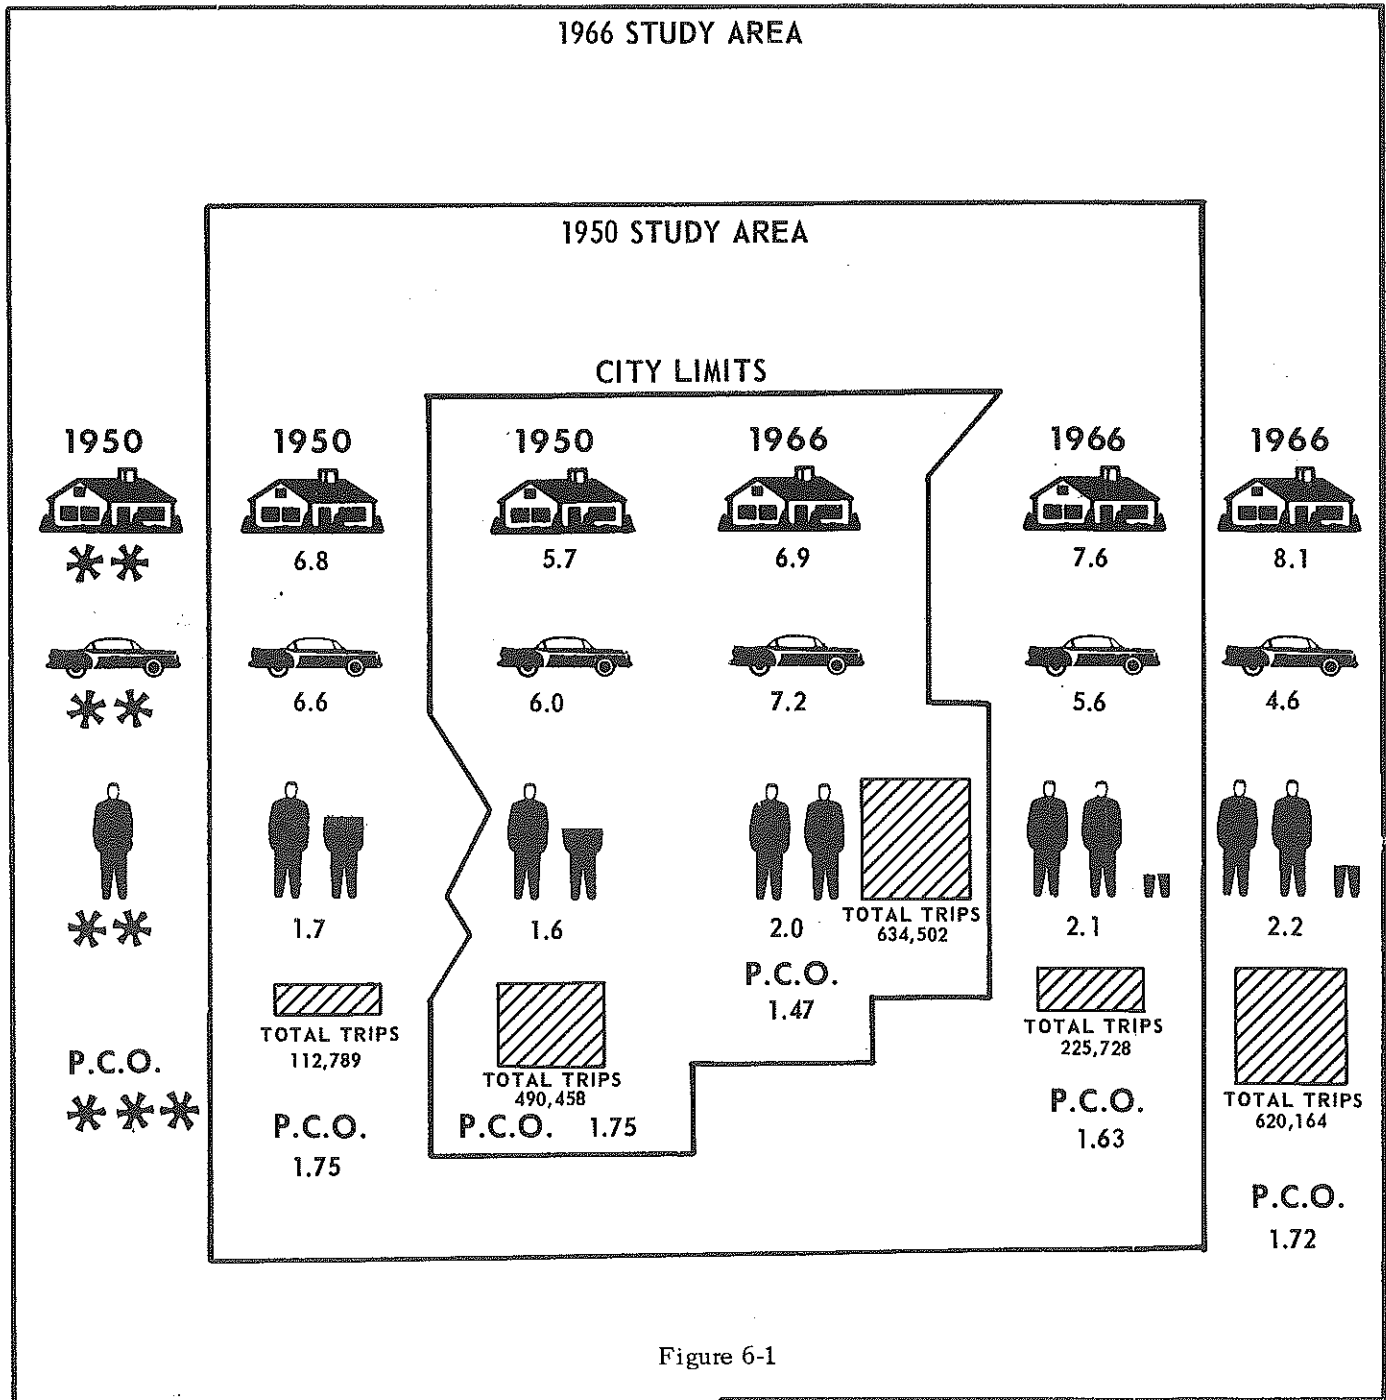 1966 STUDY AREA
1950 STUDY AREA
CITY LIMITS
1950 1950 1950 1966 1966 1966
** 6.8 5.7 6.9 7.6 8.1
** 6.6 6.0 7.2 5.6 4.6
** 1.7 1.6 2.0 2.1 2.2
TOTAL TRIPS
634,502
P.C.O.
1.47
TOTAL TRIPS
112,789
TOTAL TRIPS
490,458
TOTAL TRIPS
225,728
TOTAL TRIPS
620,164
P.C.O.
***
P.C.O.
1.75
P.C.O. 1.75
P.C.O.
1.63
P.C.O.
1.72
Figure 6-1